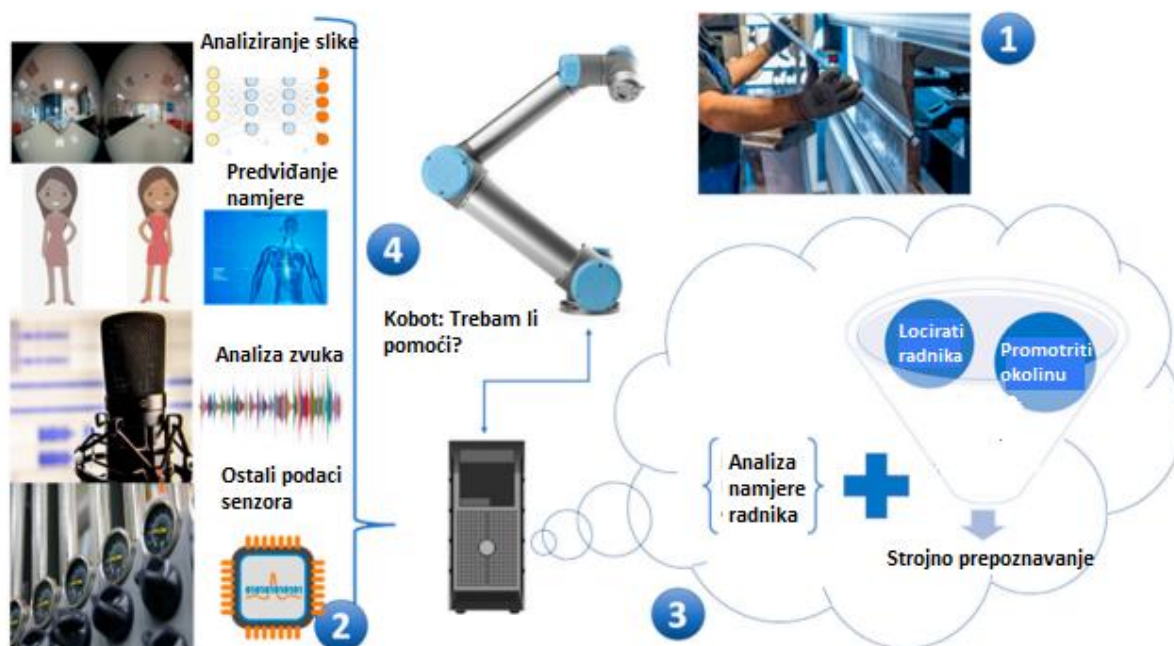 Analiziranje slike
Predviđanje
namjere
Analiza zvuka
Ostali podaci
senzora
2
4
Kobot: Trebam li
pomoći?
1
Locirati
radnika
Promotriti
okolinu
Analiza
namjere
radnika
Strojno prepoznavanje
3